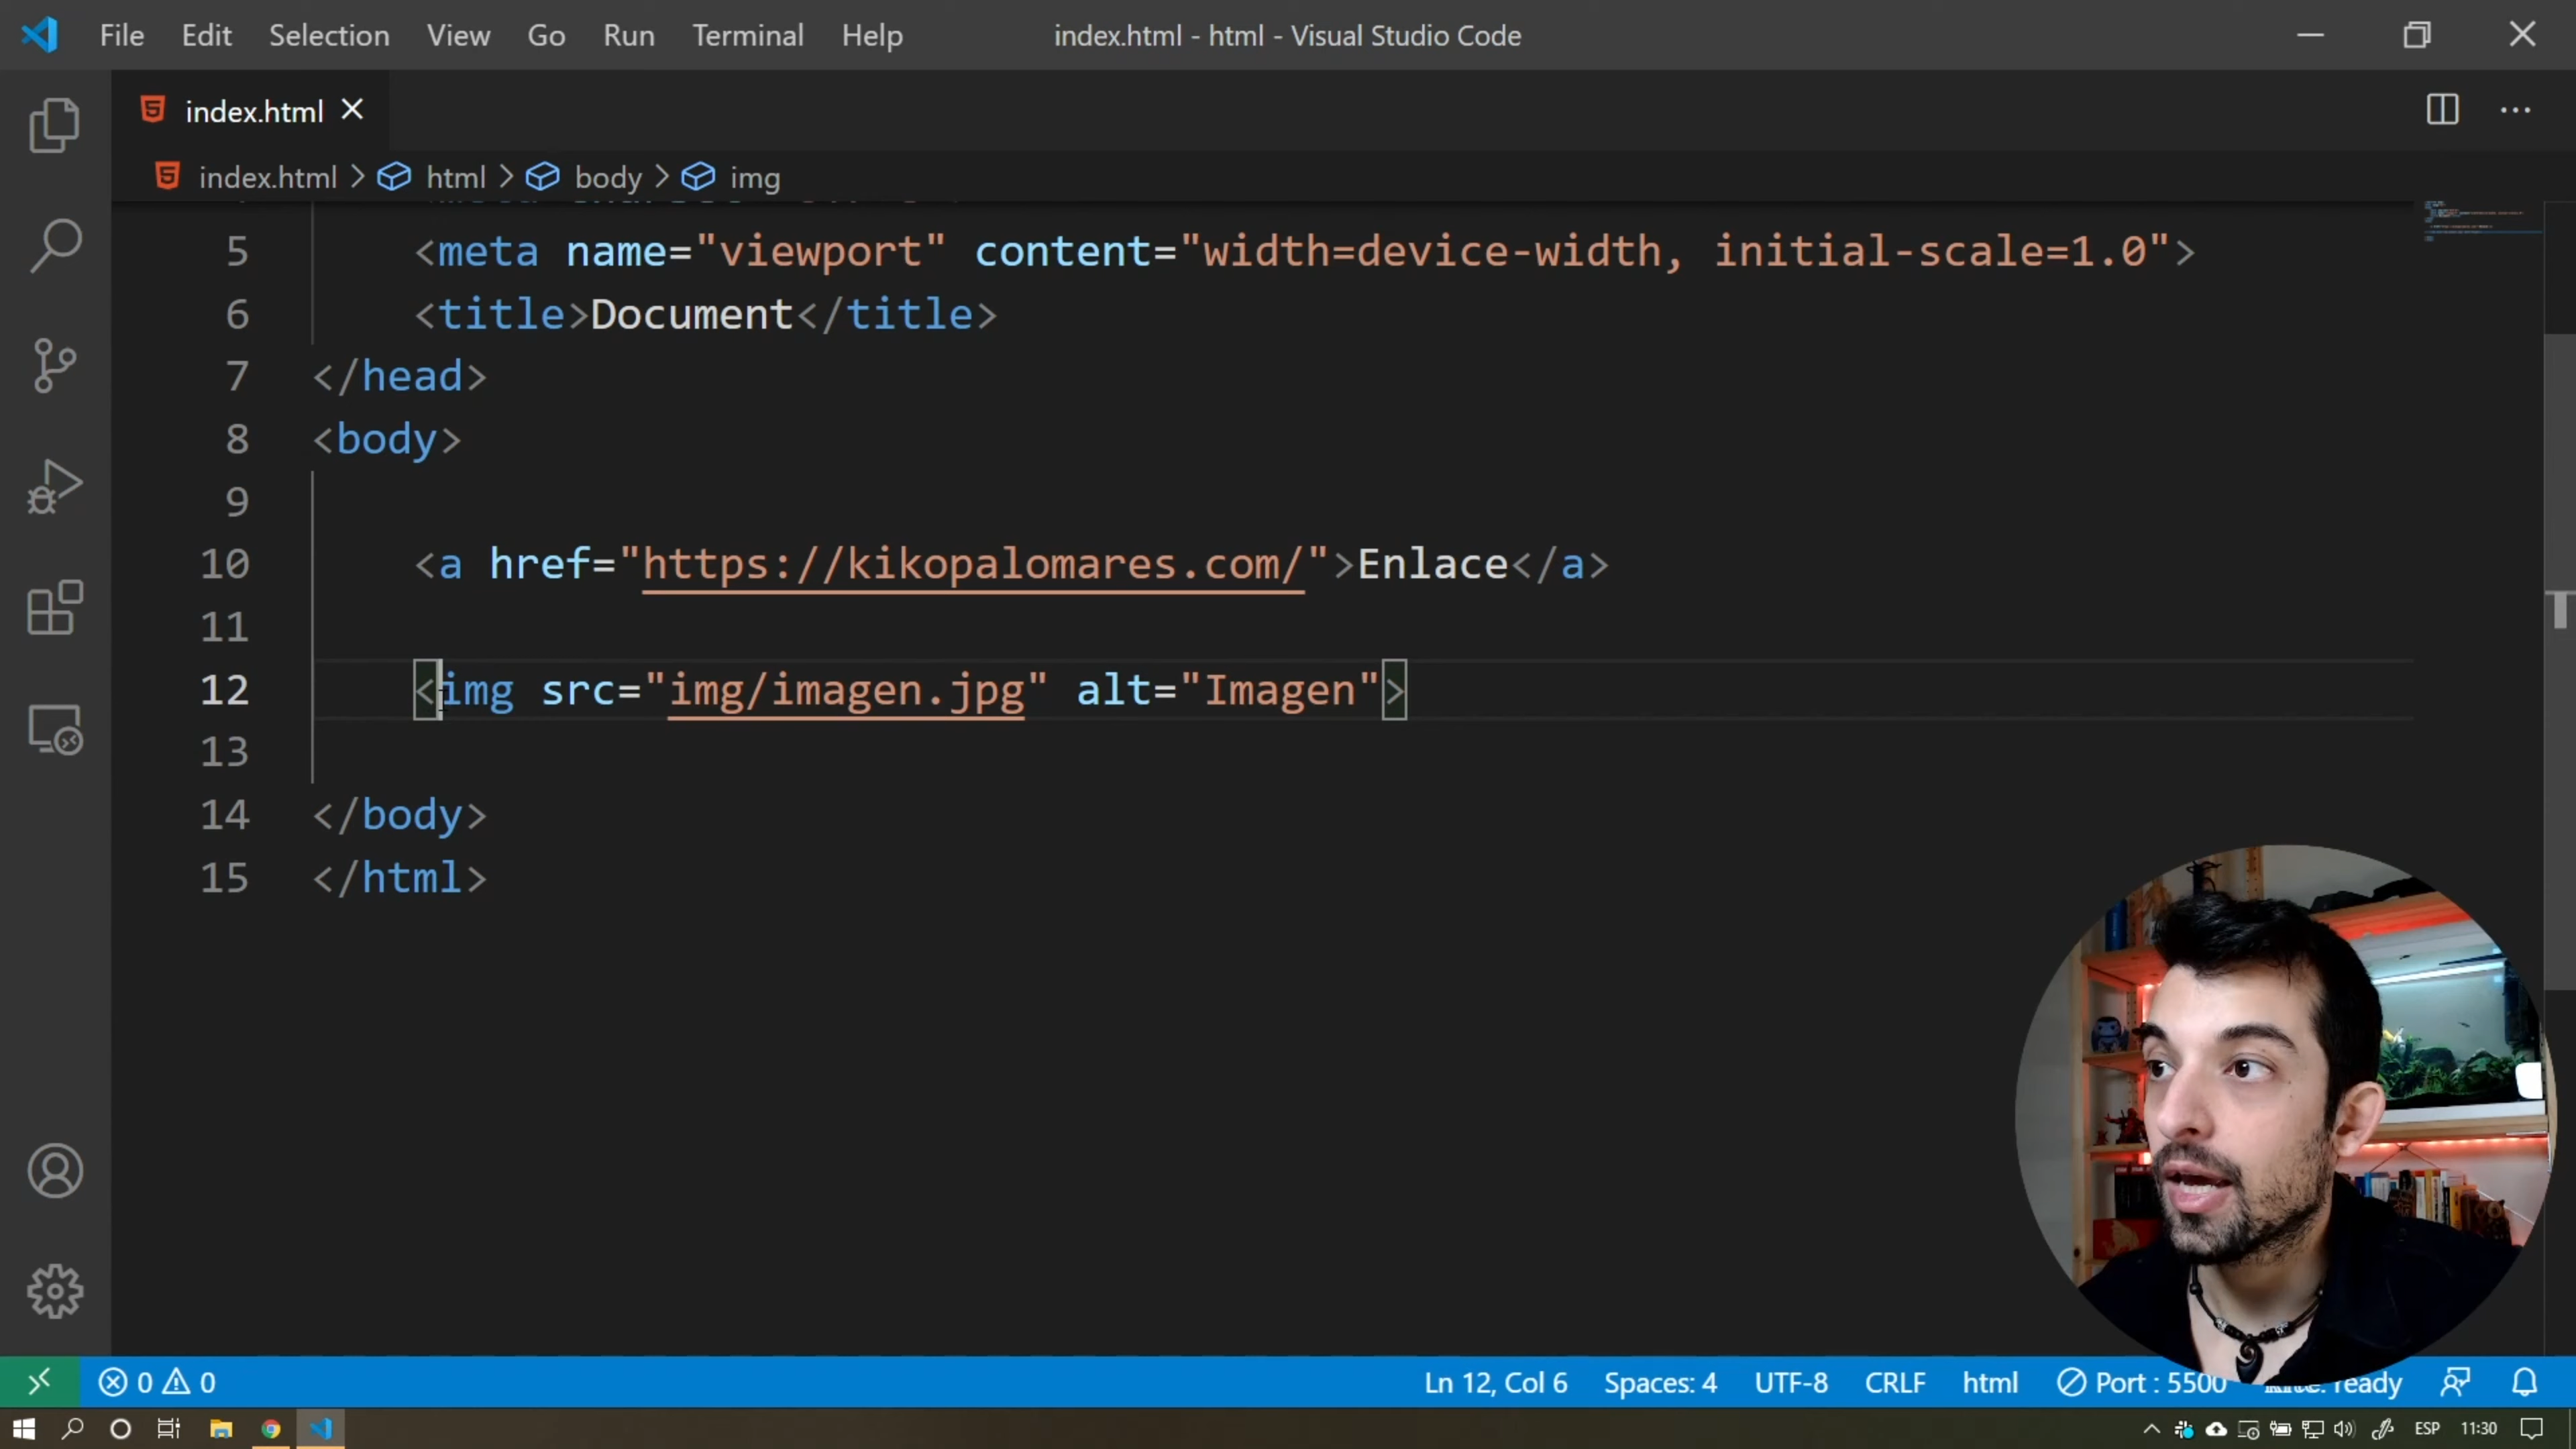 File Edit Selection View Go Run Terminal Help index.html - html - Visual Studio Code
index.html
index.html > html > body > img
5 <meta name="viewport" content="width=device-width, initial-scale=1.0">
6 <title>Document</title>
7 </head>
8 <body>
9
10 <a href="https://kikopalomares.com/">Enlace</a>
11
12 <img src="img/imagen.jpg" alt="Imagen">
13
14 </body>
15 </html>
0 0 Ln 12, Col 6 Spaces: 4 UTF-8 CRLF html Port : 5500 ready
ESP 11:30